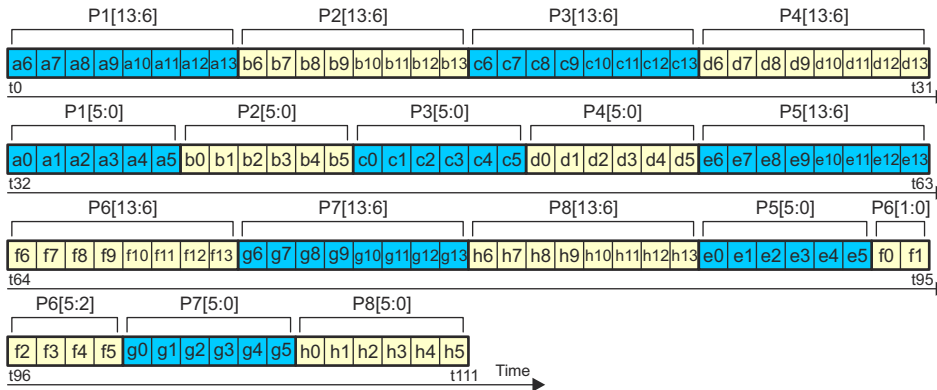 P1[13:6] P2[13:6] P3[13:6] P4[13:6]
a6 a7 a8 a9 a10 a11 a12 a13 b6 b7 b8 b9 b10 b11 b12 b13 c6 c7 c8 c9 c10 c11 c12 c13 d6 d7 d8 d9 d10 d11 d12 d13
t0 t31
P1[5:0] P2[5:0] P3[5:0] P4[5:0] P5[13:6]
a0 a1 a2 a3 a4 a5 b0 b1 b2 b3 b4 b5 c0 c1 c2 c3 c4 c5 d0 d1 d2 d3 d4 d5 e6 e7 e8 e9 e10 e11 e12 e13
t32 t63
P6[13:6] P7[13:6] P8[13:6] P5[5:0] P6[1:0]
f6 f7 f8 f9 f10 f11 f12 f13 g6 g7 g8 g9 g10 g11 g12 g13 h6 h7 h8 h9 h10 h11 h12 h13 e0 e1 e2 e3 e4 e5 f0 f1
t64 t95
P6[5:2] P7[5:0] P8[5:0]
f2 f3 f4 f5 g0 g1 g2 g3 g4 g5 h0 h1 h2 h3 h4 h5
t96 t111 Time